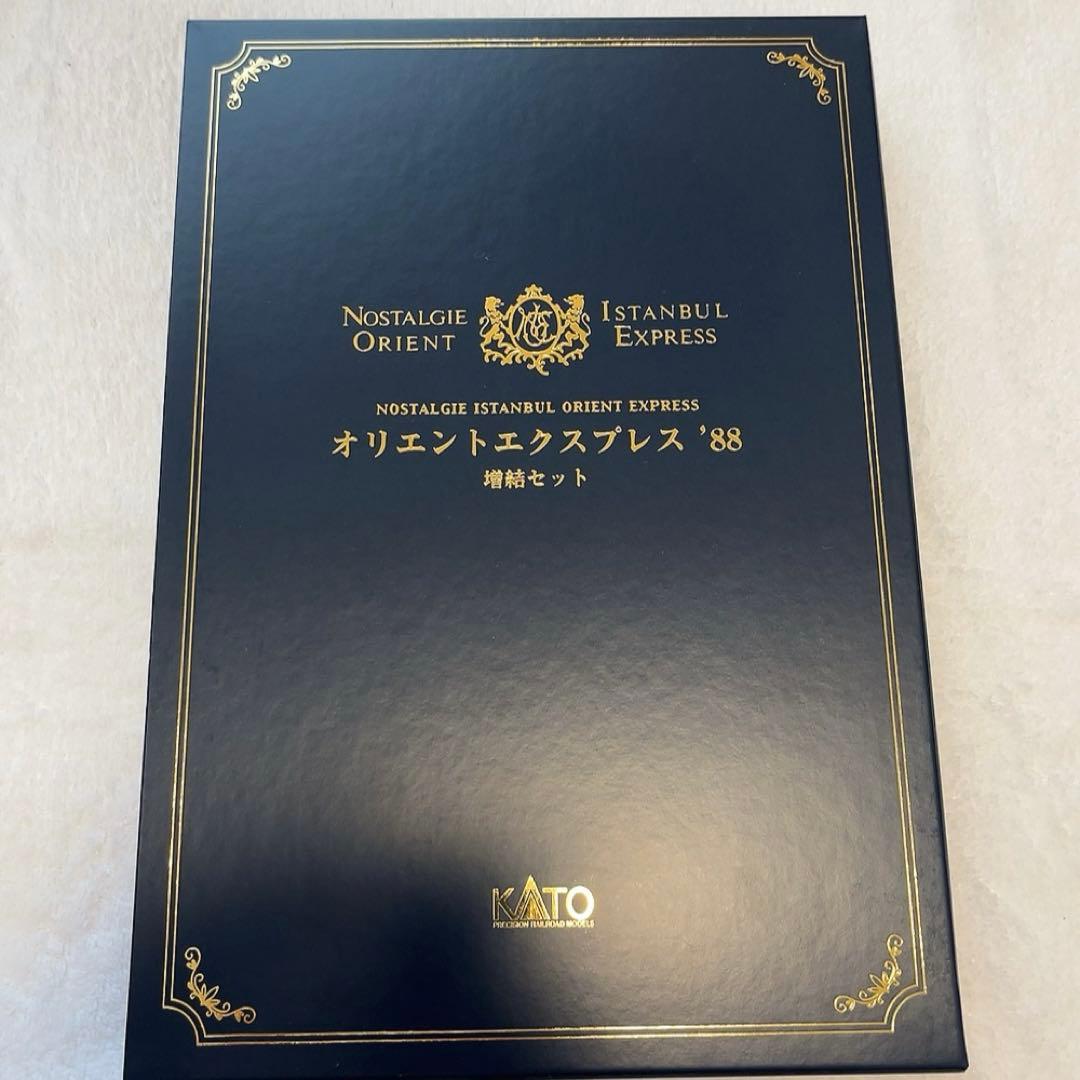 NOSTALGIE ISTANBUL
ORIENT EXPRESS
NOSTALGIE ISTANBUL ORIENT EXPRESS
オリエントエクスプレス '88
増結セット
KATO
PRECISION RAILROAD MODELS